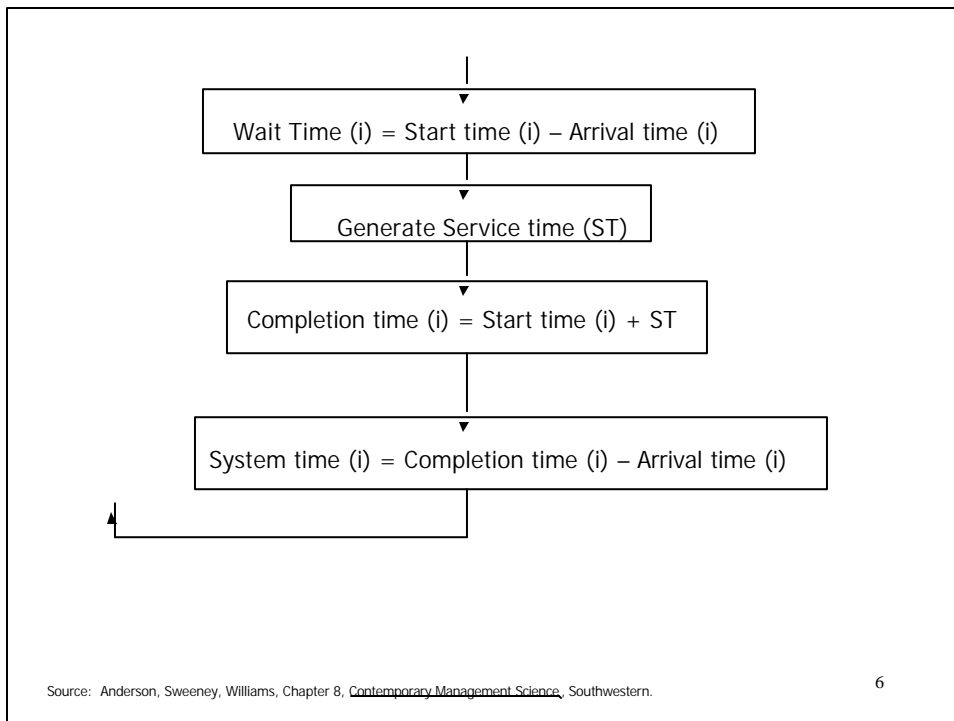 Wait Time (i) = Start time (i) – Arrival time (i)
Generate Service time (ST)
Completion time (i) = Start time (i) + ST
System time (i) = Completion time (i) – Arrival time (i)
Source: Anderson, Sweeney, Williams, Chapter 8, Contemporary Management Science, Southwestern.
6